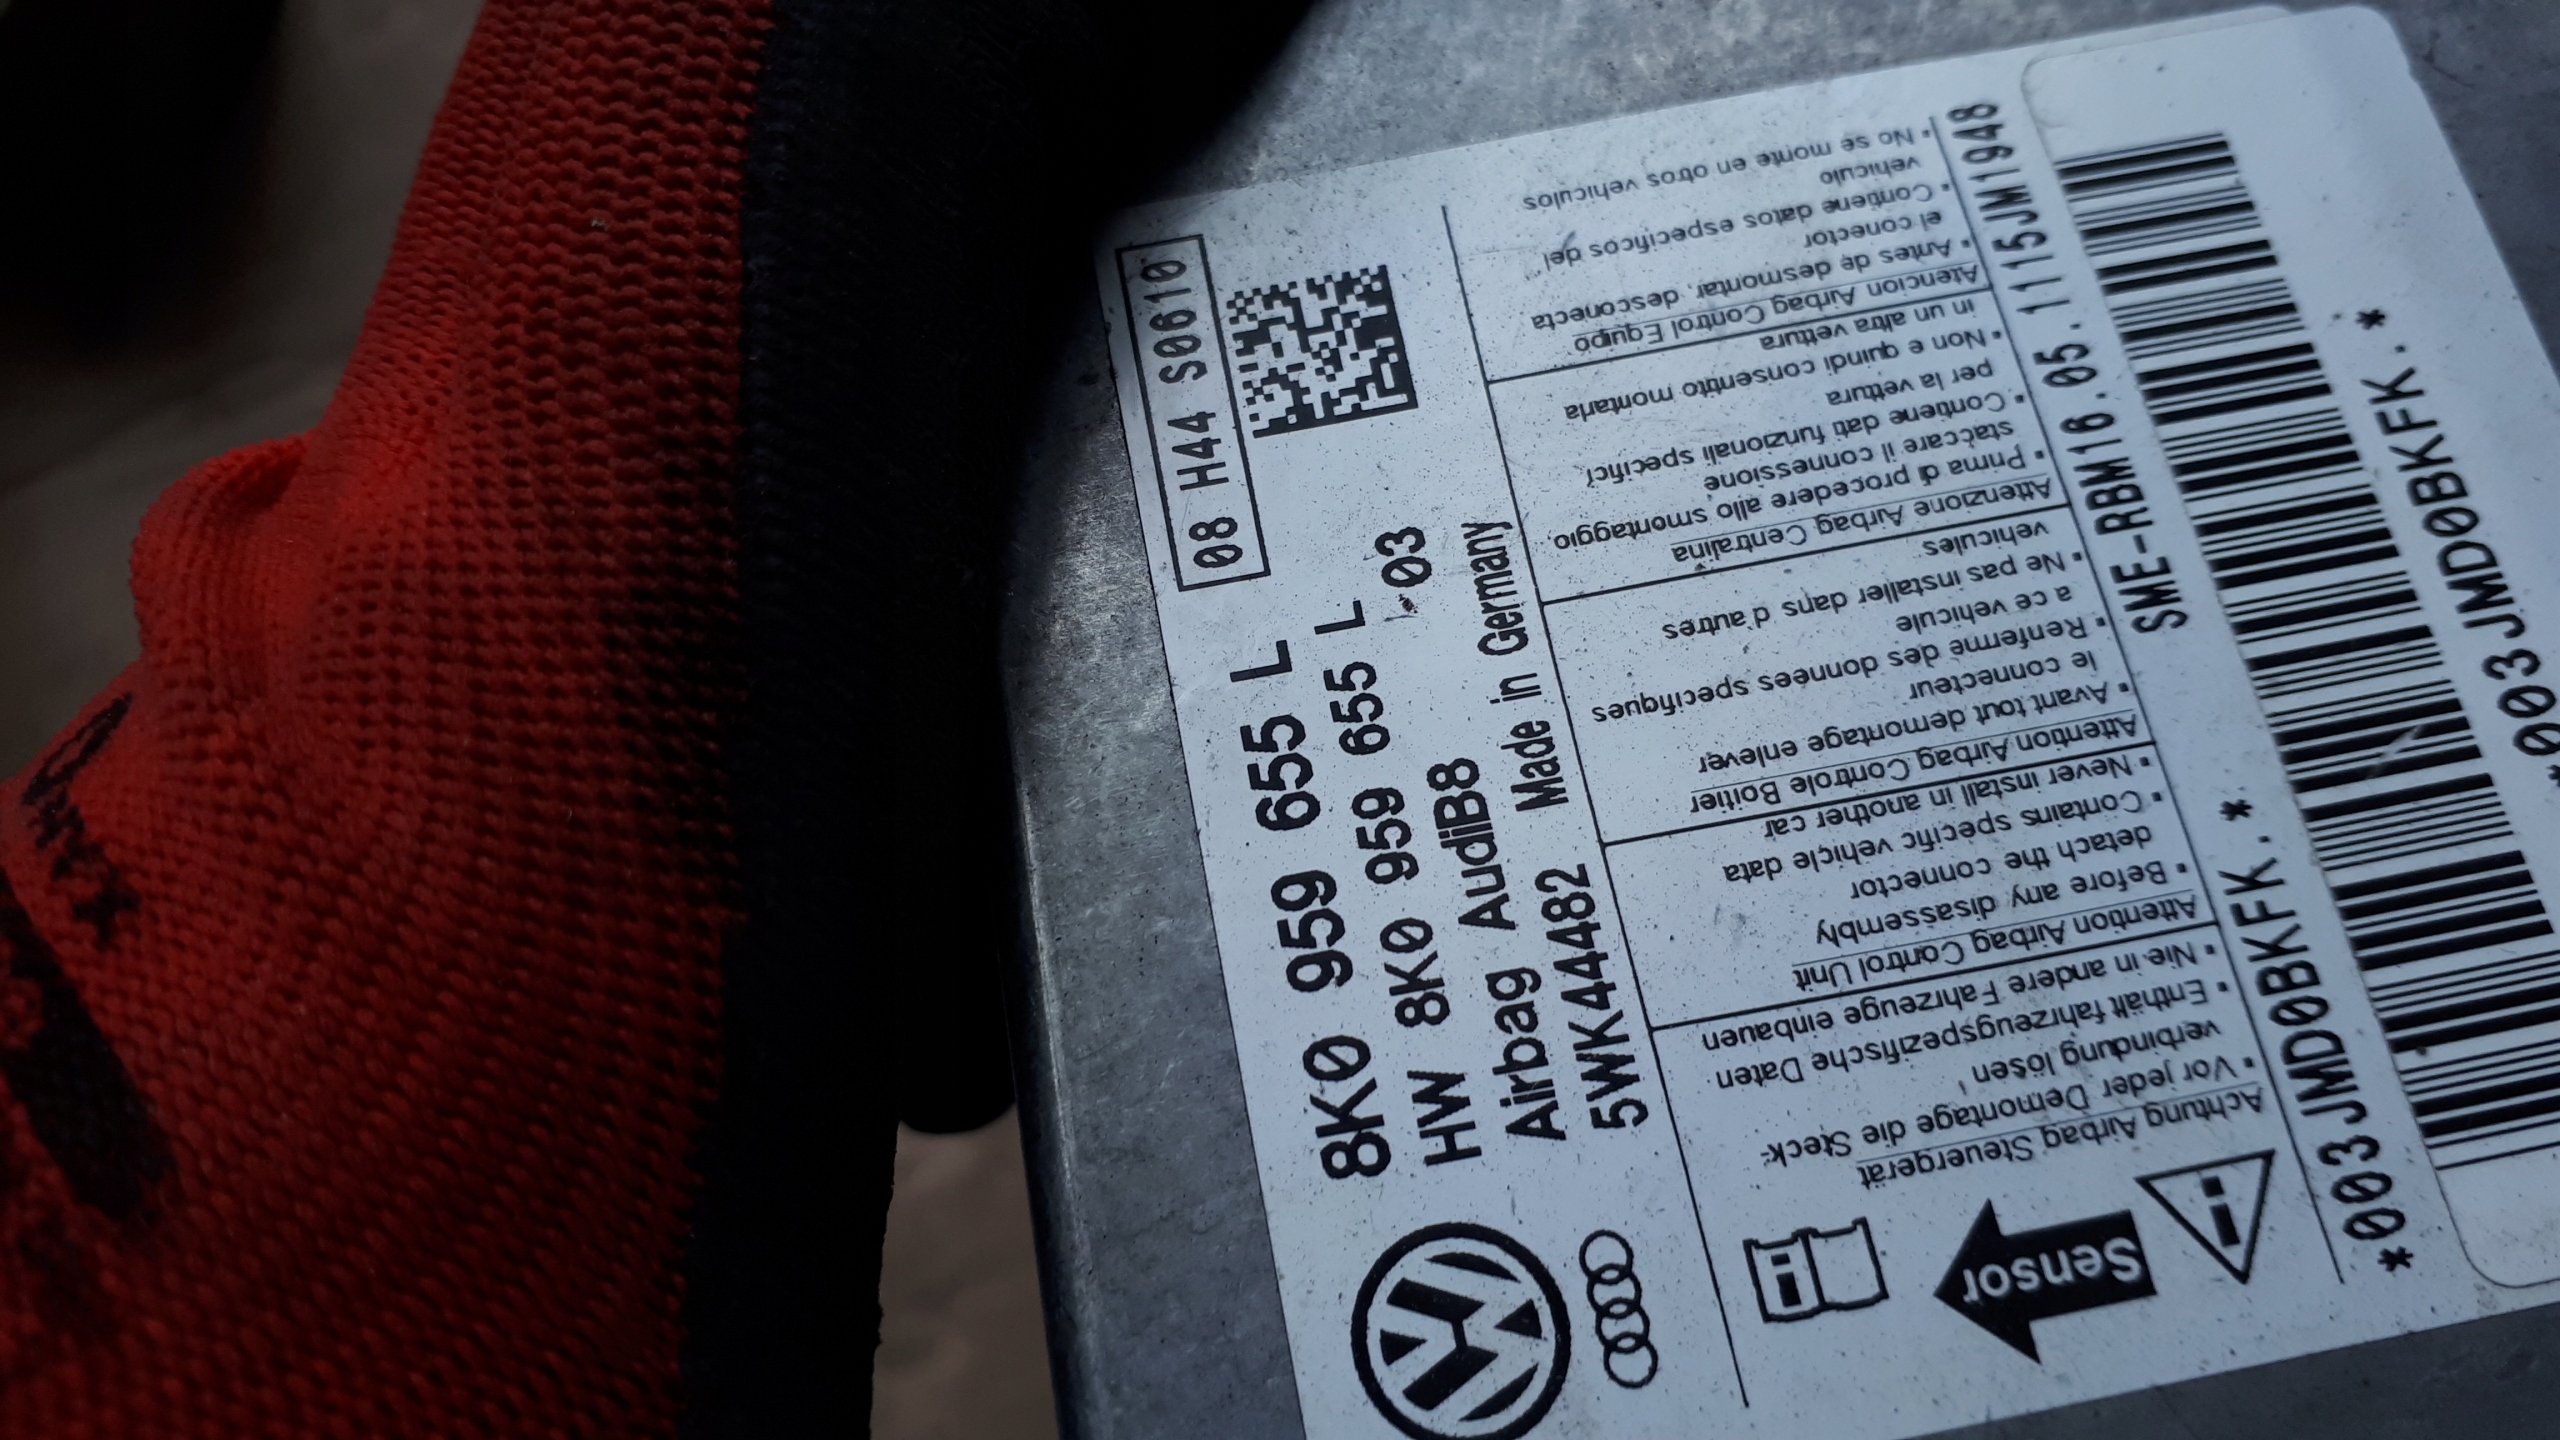 08 H44 S0610
8K0 959 655 L
HW 8K0 959 655 L
Airbag AudiB8 03
5WK44482 Made in Germany
Achtung Airbag Steuergerät
• Vor jeder Demontage die Steck-
verbindung lösen
• Enthält fahrzeugspezifische Daten
• Nie in andere Fahrzeuge einbauen
Attention Airbag Control Unit
• Before any disassembly
detach the connector
• Contains specific vehicle data
• Never install in another car
Attention Airbag Controle Boitier
• Avant tout demontage enlever
le connecteur
• Renferme des donnees specifiques
a ce vehicule
• Ne pas installer dans d'autres
vehicules
Attenzione Airbag Centralina
• Prima di procedere allo smontaggio,
staccare il connessione
• Contiene dati funzionali specifici
per la vettura
• Non e quindi consentito montarla
in un altra vettura
Atencion Airbag Control Equipo
• Antes de desmontar, desconecta
el conector
• Contiene datos especificos del
vehiculo
• No se monte en otros vehiculos
Sensor
SME-RBM16.05.1115JM1948
*003JMD0BKFK.*
*003JMD0BKFK.*